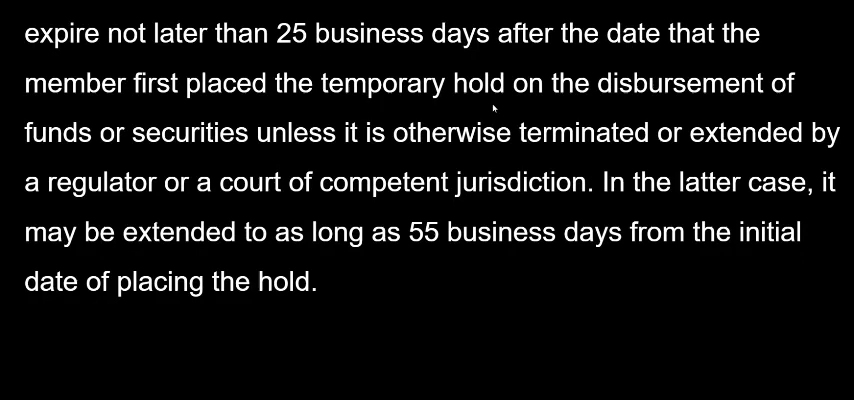 expire not later than 25 business days after the date that the
member first placed the temporary hold on the disbursement of
funds or securities unless it is otherwise terminated or extended by
a regulator or a court of competent jurisdiction. In the latter case, it
may be extended to as long as 55 business days from the initial
date of placing the hold.